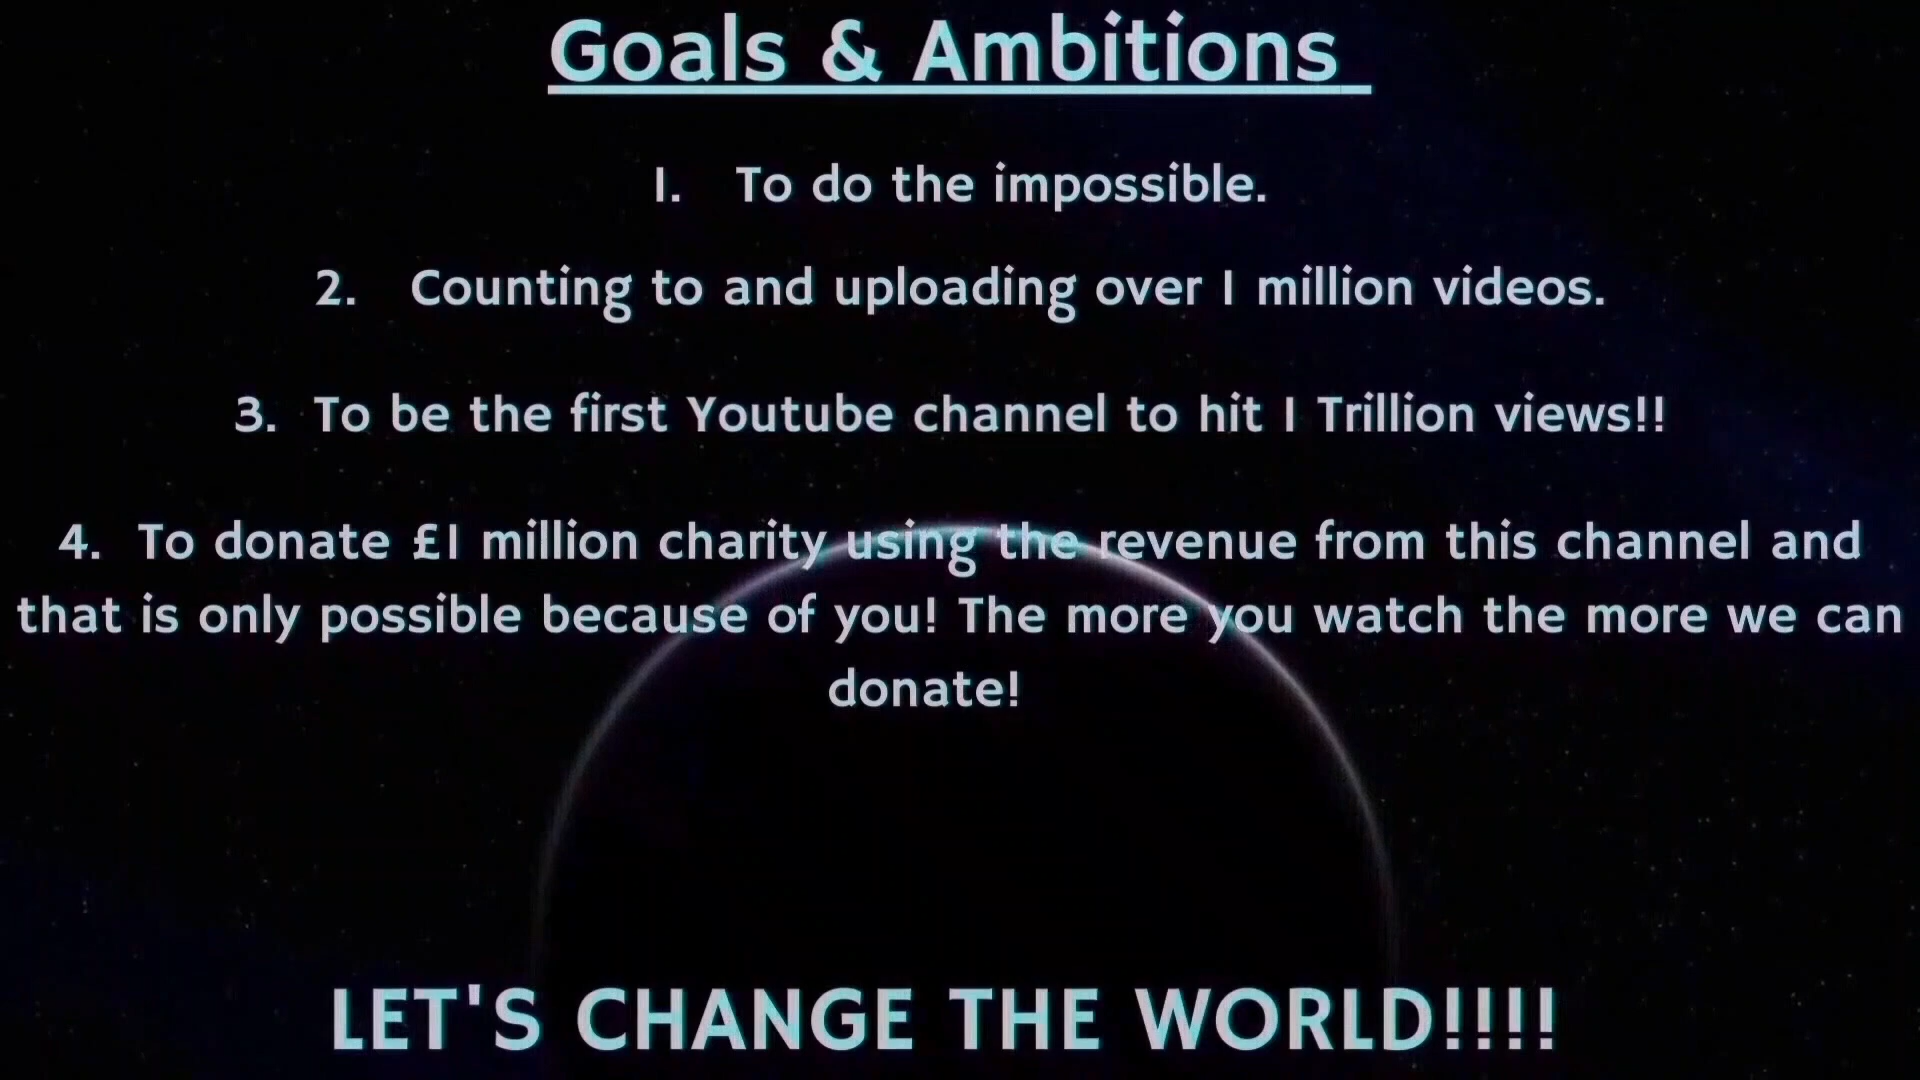 Goals & Ambitions
1. To do the impossible.
2. Counting to and uploading over 1 million videos.
3. To be the first Youtube channel to hit 1 Trillion views!!
4. To donate £1 million charity using the revenue from this channel and
that is only possible because of you! The more you watch the more we can
donate!
LET'S CHANGE THE WORLD!!!!